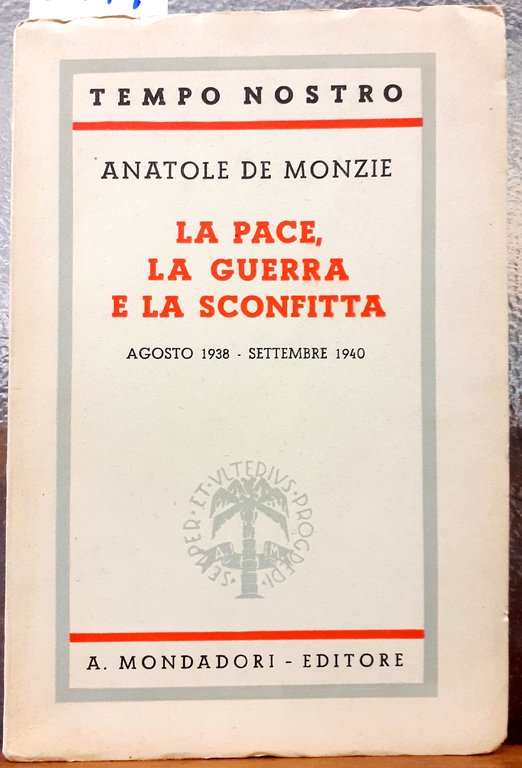 TEMPO NOSTRO
ANATOLE DE MONZIE
LA PACE,
LA GUERRA
E LA SCONFITTA
AGOSTO 1938 - SETTEMBRE 1940
SEMPER · ET · VLTERIVS · PROGREDI ·
A. M.
A. MONDADORI - EDITORE